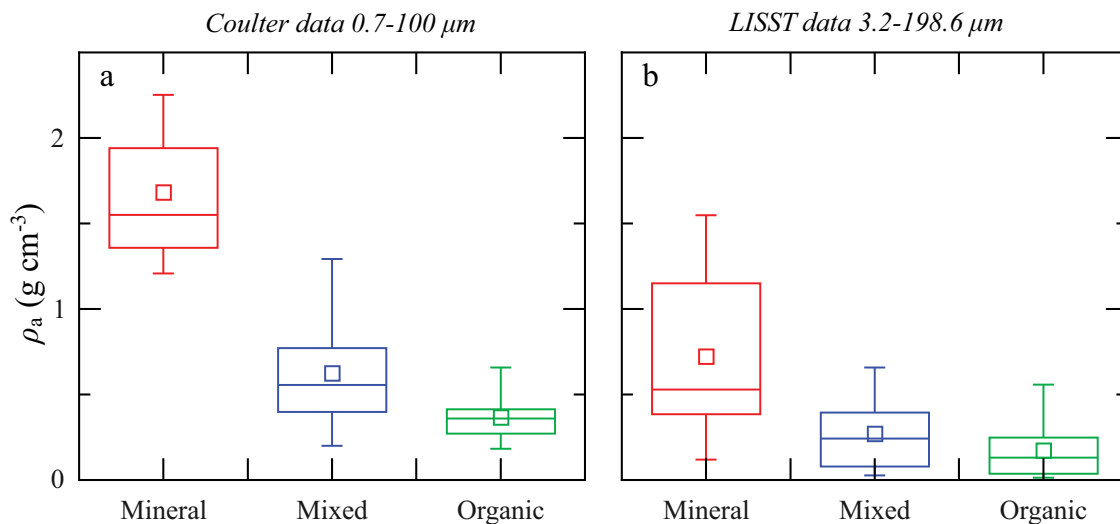 Coulter data 0.7-100 μm
LISST data 3.2-198.6 μm
a
b
2
1
0
ρa (g cm-3)
Mineral
Mixed
Organic
Mineral
Mixed
Organic